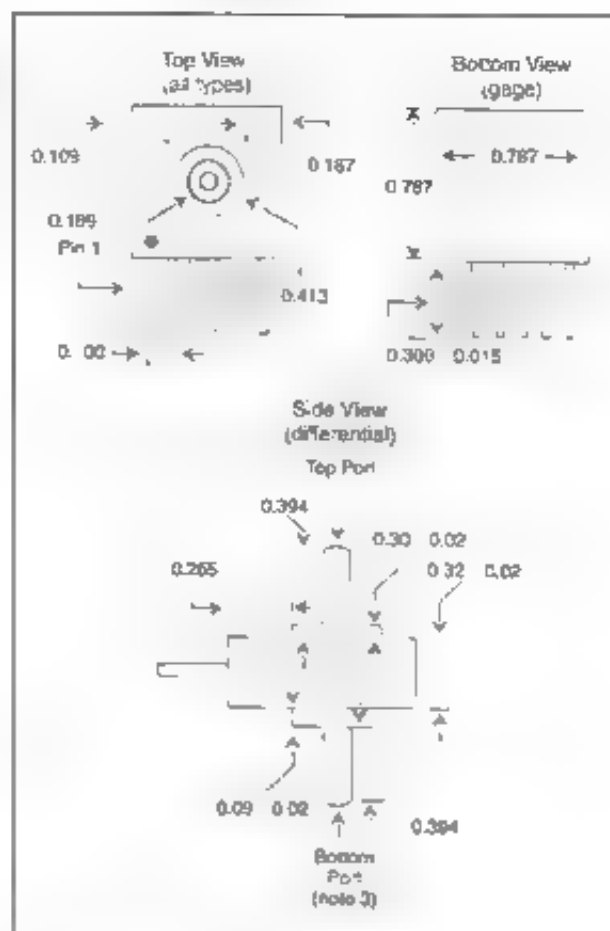 Top View
(all types)
Bottom View
(gage)
0.109
0.187
0.787
0.787
0.189
Pin 1
0.413
0.300 0.015
Side View
(differential)
Top Port
0.394
0.30 0.02
0.32 0.02
0.265
0.09 0.02
0.394
Bottom
Port
(note 3)